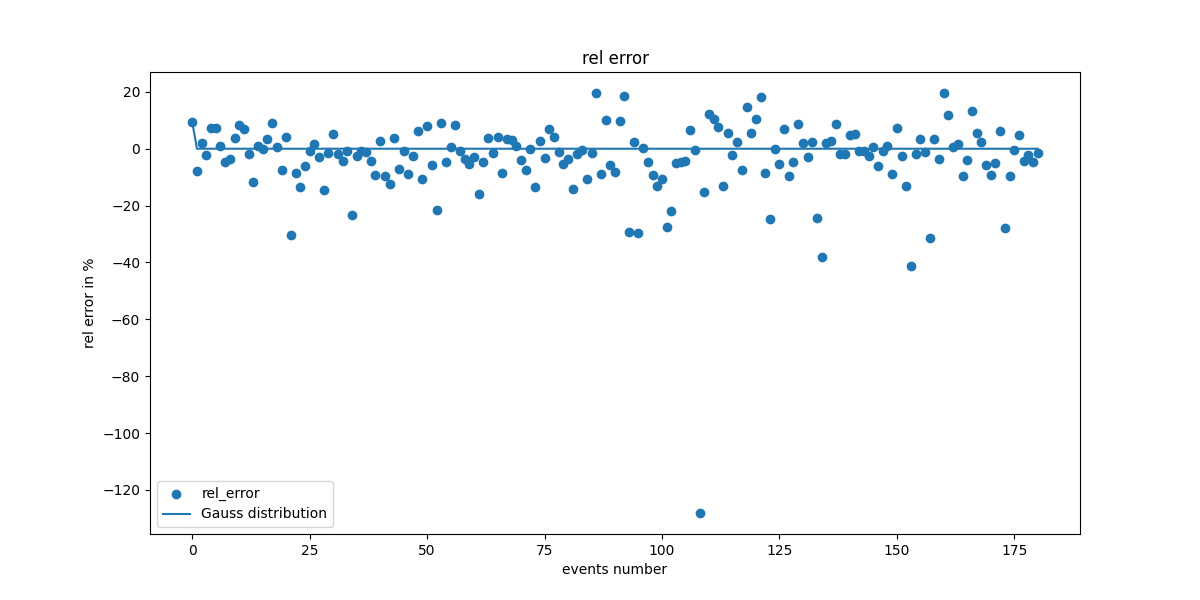 rel error
20
0
−20
−40
−60
−80
−100
−120
rel error in %
rel_error
Gauss distribution
0 25 50 75 100 125 150 175
events number